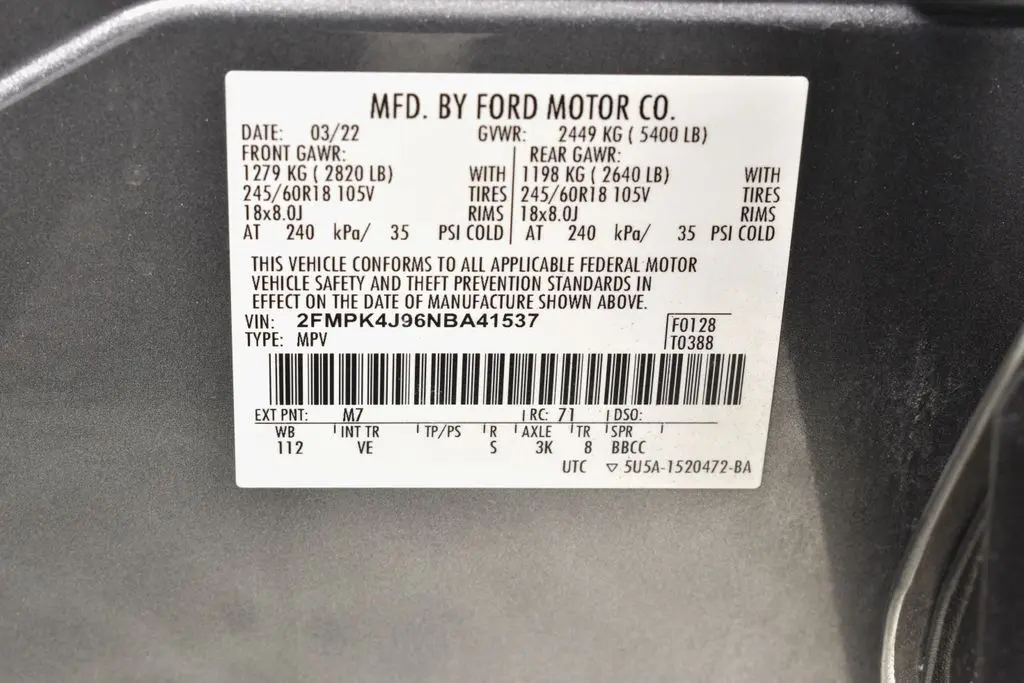 MFD. BY FORD MOTOR CO.
DATE: 03/22 GVWR: 2449 KG ( 5400 LB)
FRONT GAWR: REAR GAWR:
1279 KG ( 2820 LB) WITH 1198 KG ( 2640 LB) WITH
245/60R18 105V TIRES 245/60R18 105V TIRES
18x8.0J RIMS 18x8.0J RIMS
AT 240 kPa/ 35 PSI COLD AT 240 kPa/ 35 PSI COLD
THIS VEHICLE CONFORMS TO ALL APPLICABLE FEDERAL MOTOR
VEHICLE SAFETY AND THEFT PREVENTION STANDARDS IN
EFFECT ON THE DATE OF MANUFACTURE SHOWN ABOVE.
VIN: 2FMPK4J96NBA41537 F0128
TYPE: MPV T0388
EXT PNT: M7 RC: 71 DSO:
WB INT TR TP/PS R AXLE TR SPR
112 VE S 3K 8 BBCC
UTC ▽ 5U5A-1520472-BA